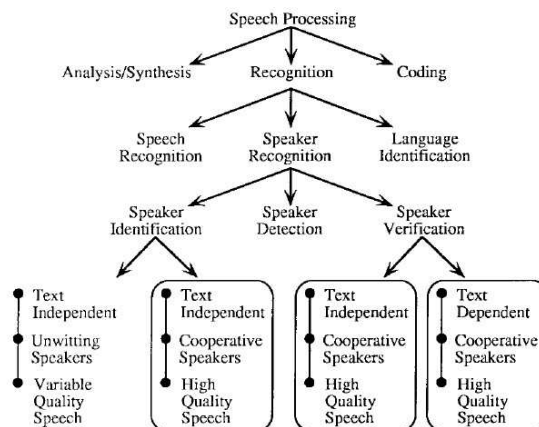 Speech Processing
Analysis/Synthesis Recognition Coding
Speech Recognition
Speaker Recognition
Language Identification
Speaker Identification
Speaker Detection
Speaker Verification
Text Independent
Unwitting Speakers
Variable Quality Speech
Text Independent
Cooperative Speakers
High Quality Speech
Text Independent
Cooperative Speakers
High Quality Speech
Text Dependent
Cooperative Speakers
High Quality Speech